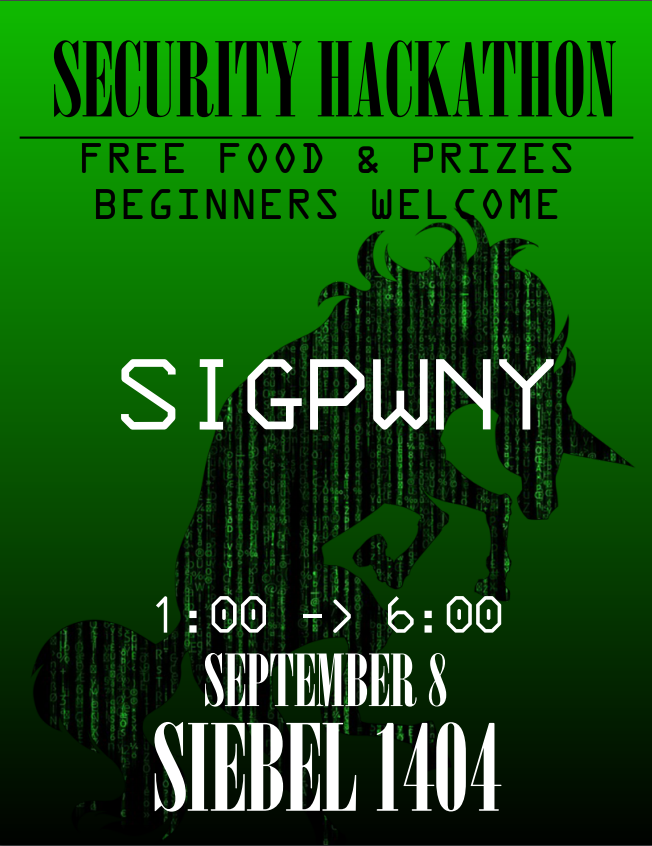 SECURITY HACKATHON
FREE FOOD & PRIZES
BEGINNERS WELCOME
SIGPWNY
1:00 -> 6:00
SEPTEMBER 8
SIEBEL 1404